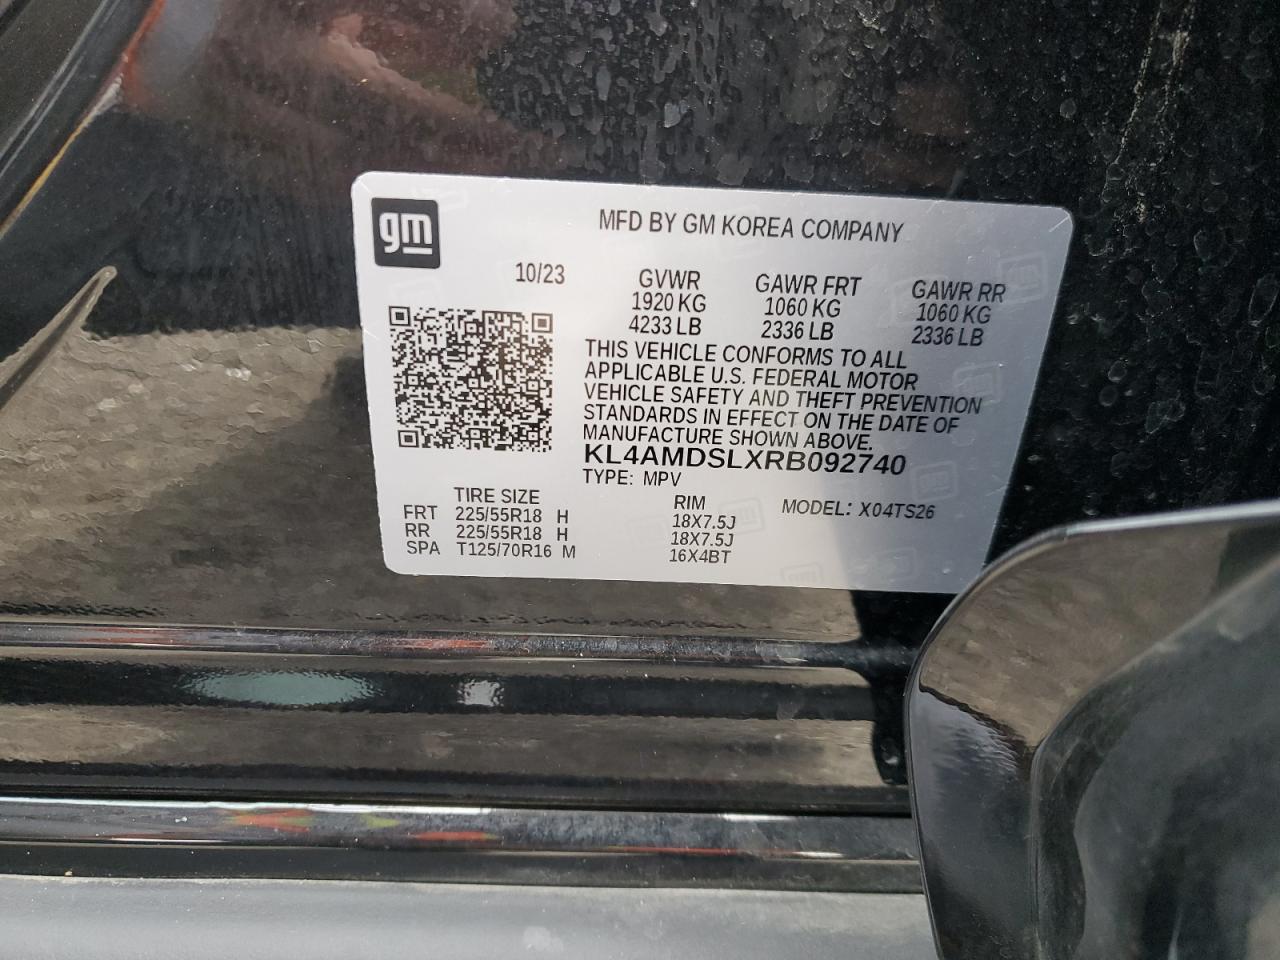 gm
MFD BY GM KOREA COMPANY
10/23
GVWR GAWR FRT GAWR RR
1920 KG 1060 KG 1060 KG
4233 LB 2336 LB 2336 LB
THIS VEHICLE CONFORMS TO ALL
APPLICABLE U.S. FEDERAL MOTOR
VEHICLE SAFETY AND THEFT PREVENTION
STANDARDS IN EFFECT ON THE DATE OF
MANUFACTURE SHOWN ABOVE.
KL4AMDSLXRB092740
TYPE: MPV
TIRE SIZE RIM MODEL: X04TS26
FRT 225/55R18 H 18X7.5J
RR 225/55R18 H 18X7.5J
SPA T125/70R16 M 16X4BT